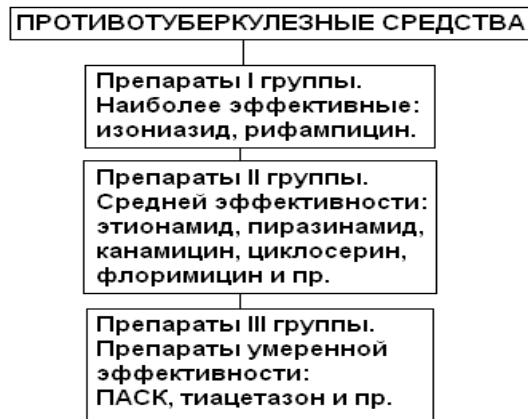 ПРОТИВОТУБЕРКУЛЕЗНЫЕ СРЕДСТВА
Препараты I группы.
Наиболее эффективные:
изониазид, рифампицин.
Препараты II группы.
Средней эффективности:
этионамид, пиразинамид,
канамицин, циклосерин,
флоримицин и пр.
Препараты III группы.
Препараты умеренной
эффективности:
ПАСК, тиацетазон и пр.